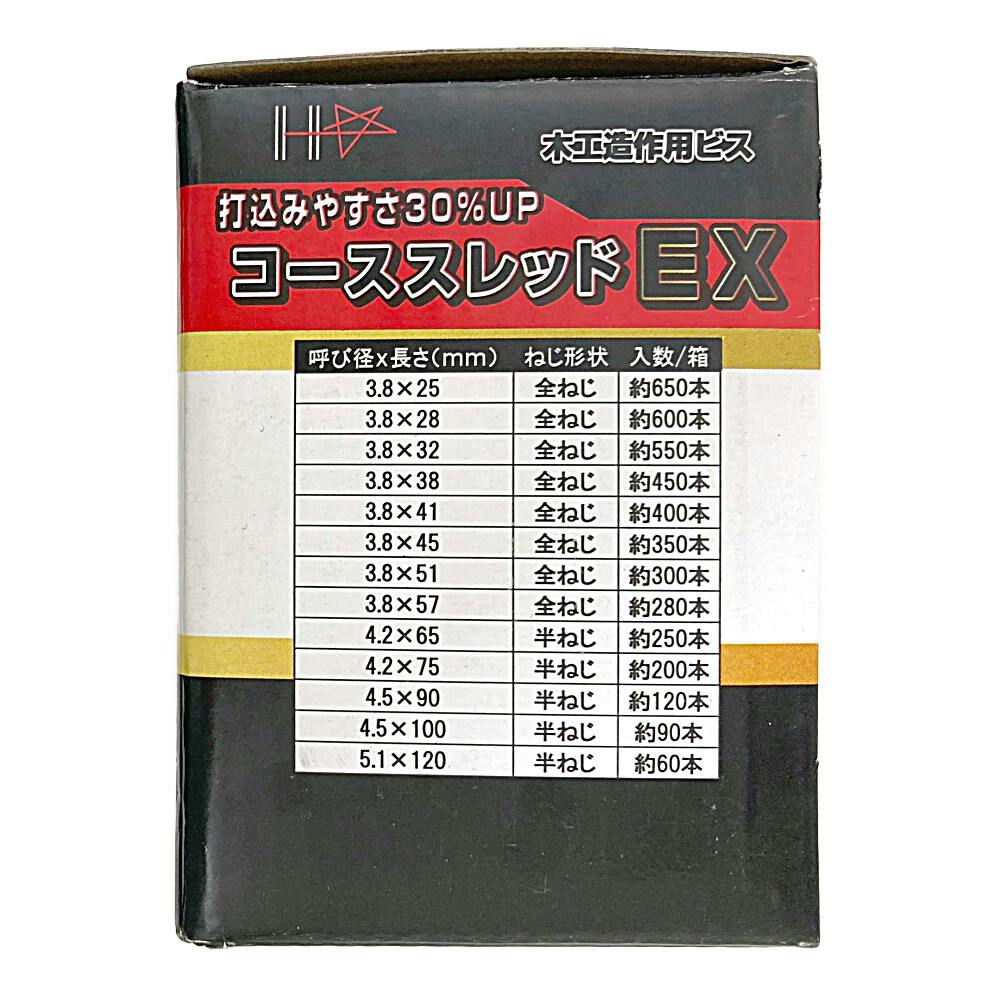 木工造作用ビス
打込みやすさ30%UP
コーススレッドEX
呼び径x長さ(mm) ねじ形状 入数/箱
3.8×25 全ねじ 約650本
3.8×28 全ねじ 約600本
3.8×32 全ねじ 約550本
3.8×38 全ねじ 約450本
3.8×41 全ねじ 約400本
3.8×45 全ねじ 約350本
3.8×51 全ねじ 約300本
3.8×57 全ねじ 約280本
4.2×65 半ねじ 約250本
4.2×75 半ねじ 約200本
4.5×90 半ねじ 約120本
4.5×100 半ねじ 約90本
5.1×120 半ねじ 約60本